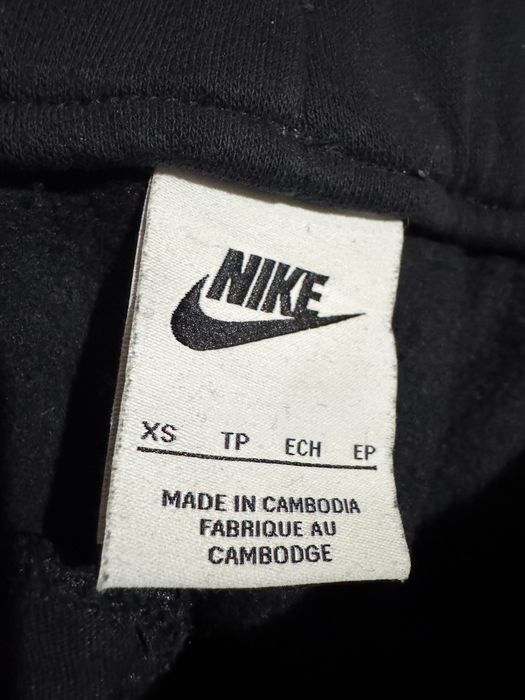 NIKE
XS TP ECH EP
MADE IN CAMBODIA
FABRIQUE AU
CAMBODGE